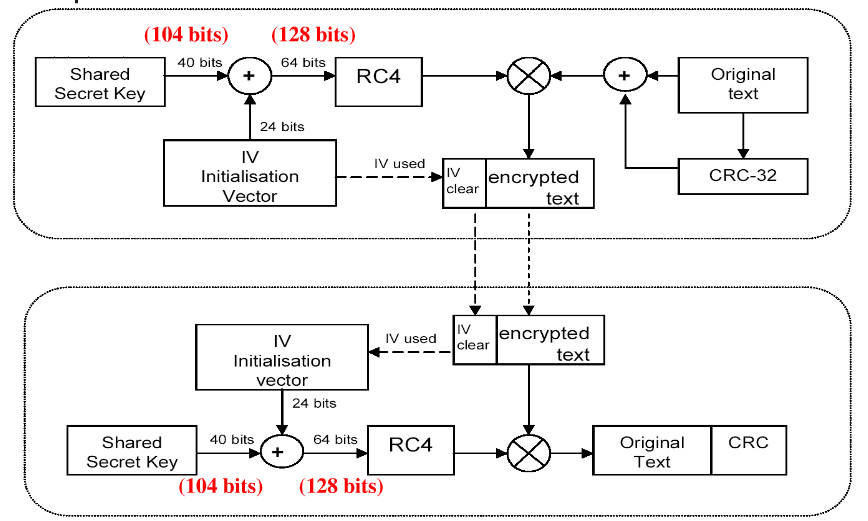 (104 bits)
(128 bits)
40 bits
64 bits
Shared
Secret Key
+
RC4
+
Original
text
24 bits
IV
Initialisation
Vector
IV used
IV
clear
encrypted
text
CRC-32
IV
Initialisation
vector
IV used
IV
clear
encrypted
text
24 bits
Shared
Secret Key
40 bits
+
64 bits
RC4
Original
Text
CRC
(104 bits)
(128 bits)